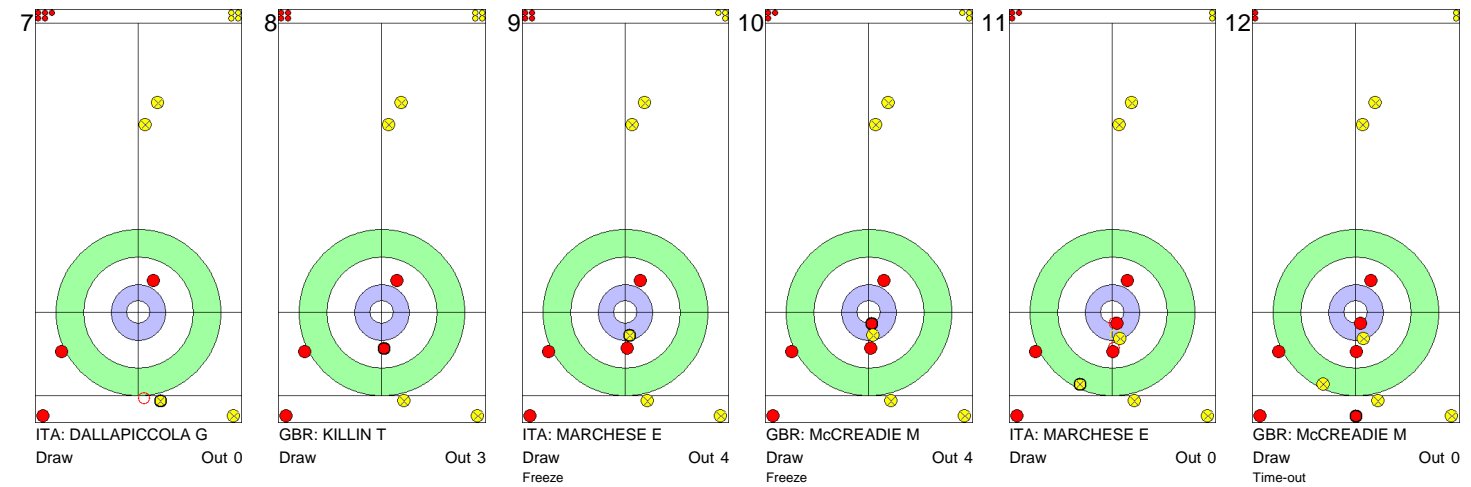 7
ITA: DALLAPICCOLA G
Draw Out 0
8
GBR: KILLIN T
Draw Out 3
9
ITA: MARCHESE E
Draw Out 4
Freeze
10
GBR: McCREADIE M
Draw Out 4
Freeze
11
ITA: MARCHESE E
Draw Out 0
12
GBR: McCREADIE M
Draw Out 0
Time-out